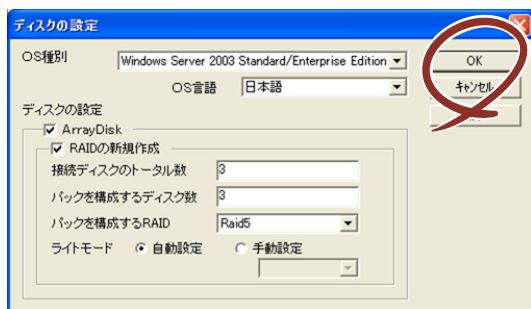 ディスクの設定
OS種別 Windows Server 2003 Standard/Enterprise Edition
OK
OS言語 日本語
キャンセル
ディスクの設定
ArrayDisk
RAIDの新規作成
接続ディスクのトータル数 3
パックを構成するディスク数 3
パックを構成するRAID Raid5
ライトモード 自動設定 手動設定